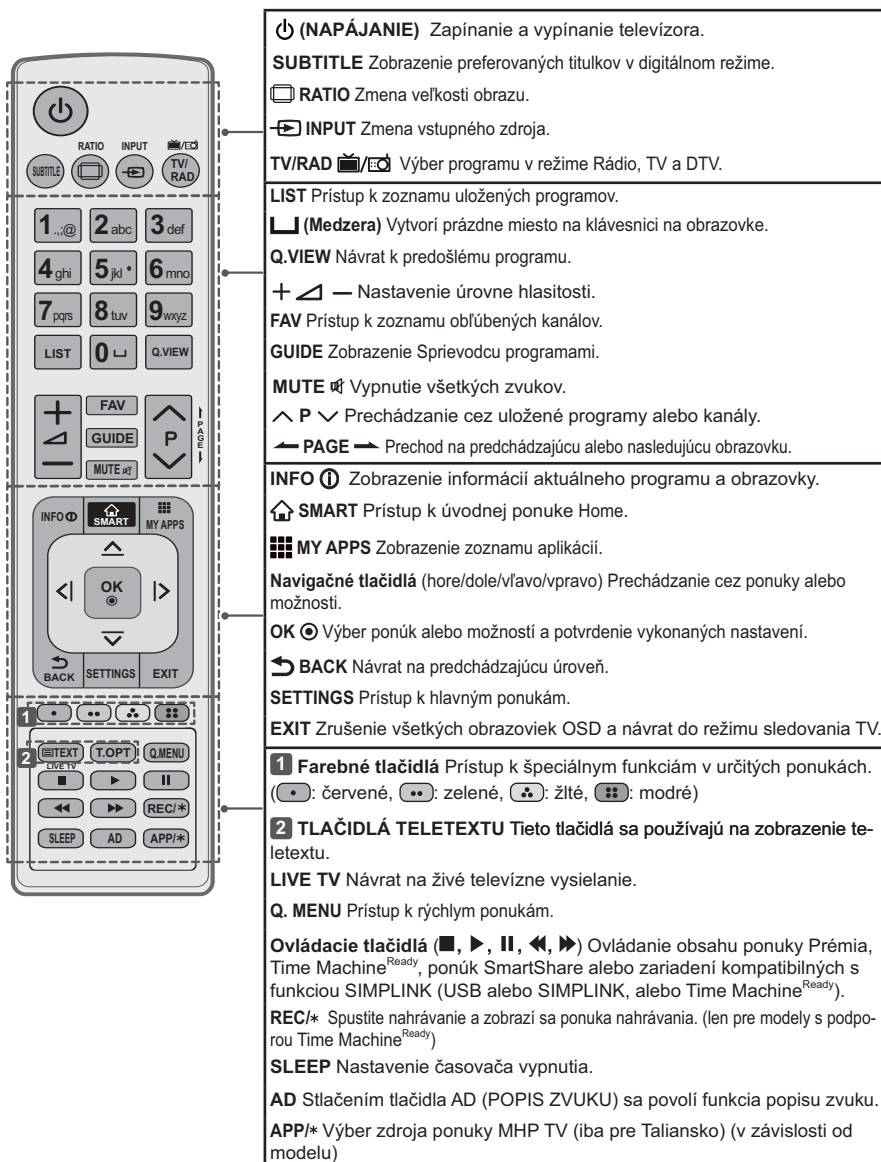 RATIO INPUT
SUBTITLE TV/
RAD
1.,;@ 2abc 3def
4ghi 5jkl 6mno
7pqrs 8tuv 9wxyz
LIST 0 Q.VIEW
FAV
GUIDE P
MUTE
PAGE
INFO SMART MY APPS
OK
BACK SETTINGS EXIT
1
2 TEXT T.OPT Q.MENU
LIVE TV
REC/*
SLEEP AD APP/*
(NAPÁJANIE) Zapínanie a vypínanie televízora.
SUBTITLE Zobrazenie preferovaných titulkov v digitálnom režime.
RATIO Zmena veľkosti obrazu.
INPUT Zmena vstupného zdroja.
TV/RAD / Výber programu v režime Rádio, TV a DTV.
LIST Prístup k zoznamu uložených programov.
(Medzera) Vytvorí prázdne miesto na klávesnici na obrazovke.
Q.VIEW Návrat k predošlému programu.
+ − Nastavenie úrovne hlasitosti.
FAV Prístup k zoznamu obľúbených kanálov.
GUIDE Zobrazenie Sprievodcu programami.
MUTE Vypnutie všetkých zvukov.
P Prechádzanie cez uložené programy alebo kanály.
PAGE Prechod na predchádzajúcu alebo nasledujúcu obrazovku.
INFO Zobrazenie informácií aktuálneho programu a obrazovky.
SMART Prístup k úvodnej ponuke Home.
MY APPS Zobrazenie zoznamu aplikácií.
Navigačné tlačidlá (hore/dole/vľavo/vpravo) Prechádzanie cez ponuky alebo
možnosti.
OK Výber ponúk alebo možností a potvrdenie vykonaných nastavení.
BACK Návrat na predchádzajúcu úroveň.
SETTINGS Prístup k hlavným ponukám.
EXIT Zrušenie všetkých obrazoviek OSD a návrat do režimu sledovania TV.
1 Farebné tlačidlá Prístup k špeciálnym funkciám v určitých ponukách.
( : červené, : zelené, : žlté, : modré)
2 TLAČIDLÁ TELETEXTU Tieto tlačidlá sa používajú na zobrazenie te-
letextu.
LIVE TV Návrat na živé televízne vysielanie.
Q. MENU Prístup k rýchlym ponukám.
Ovládacie tlačidlá (■, ▶, II, ◀◀, ▶▶) Ovládanie obsahu ponuky Prémia,
Time MachineReady, ponúk SmartShare alebo zariadení kompatibilných s
funkciou SIMPLINK (USB alebo SIMPLINK, alebo Time MachineReady).
REC/* Spustite nahrávanie a zobrazí sa ponuka nahrávania. (len pre modely s podpo-
rou Time MachineReady)
SLEEP Nastavenie časovača vypnutia.
AD Stlačením tlačidla AD (POPIS ZVUKU) sa povolí funkcia popisu zvuku.
APP/* Výber zdroja ponuky MHP TV (iba pre Taliansko) (v závislosti od
modelu)